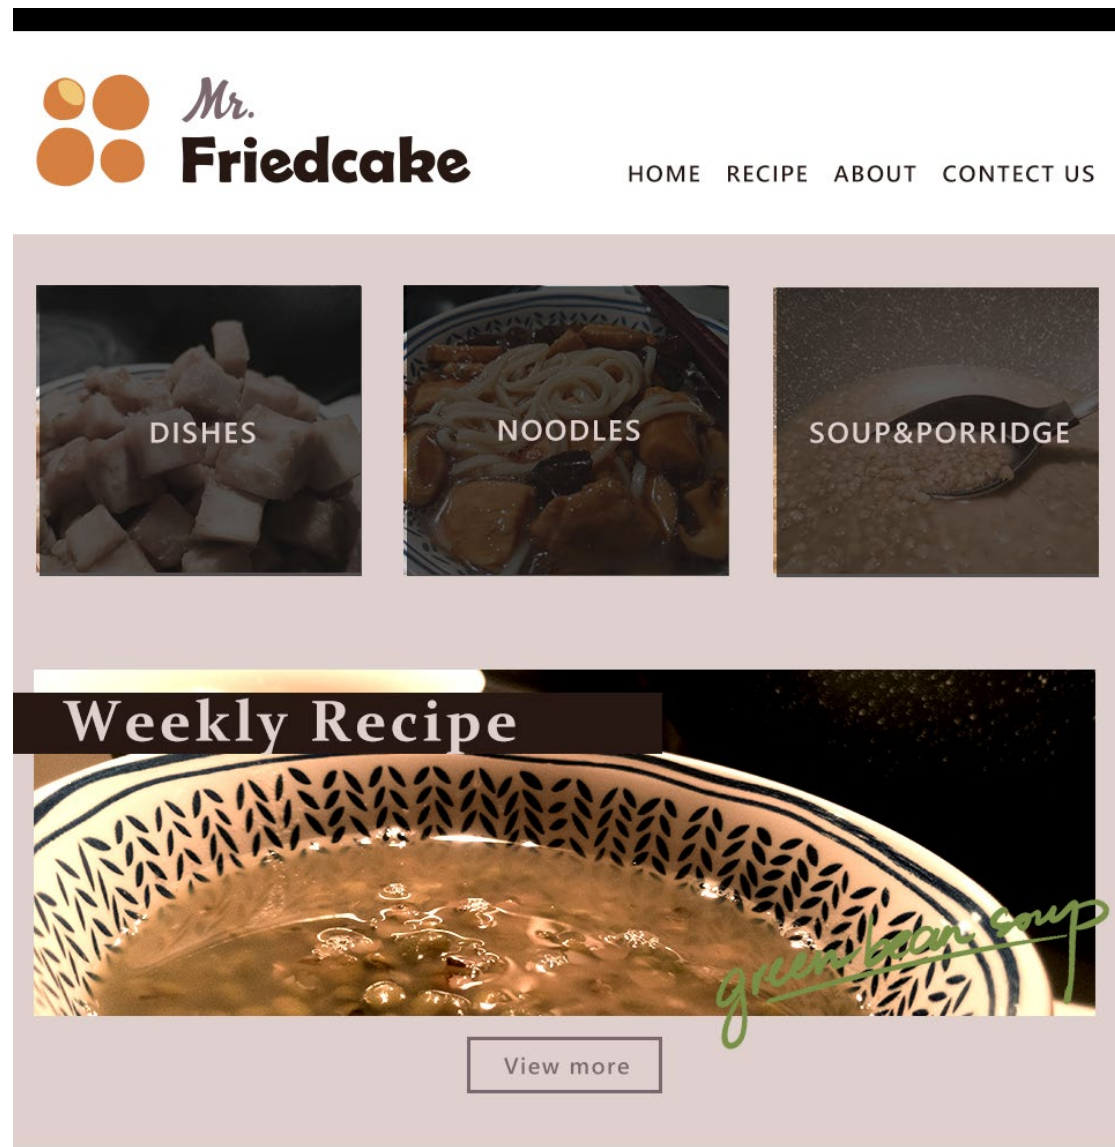 Mr.
Friedcake
HOME RECIPE ABOUT CONTECT US
DISHES NOODLES SOUP&PORRIDGE
Weekly Recipe
green bean soup
View more